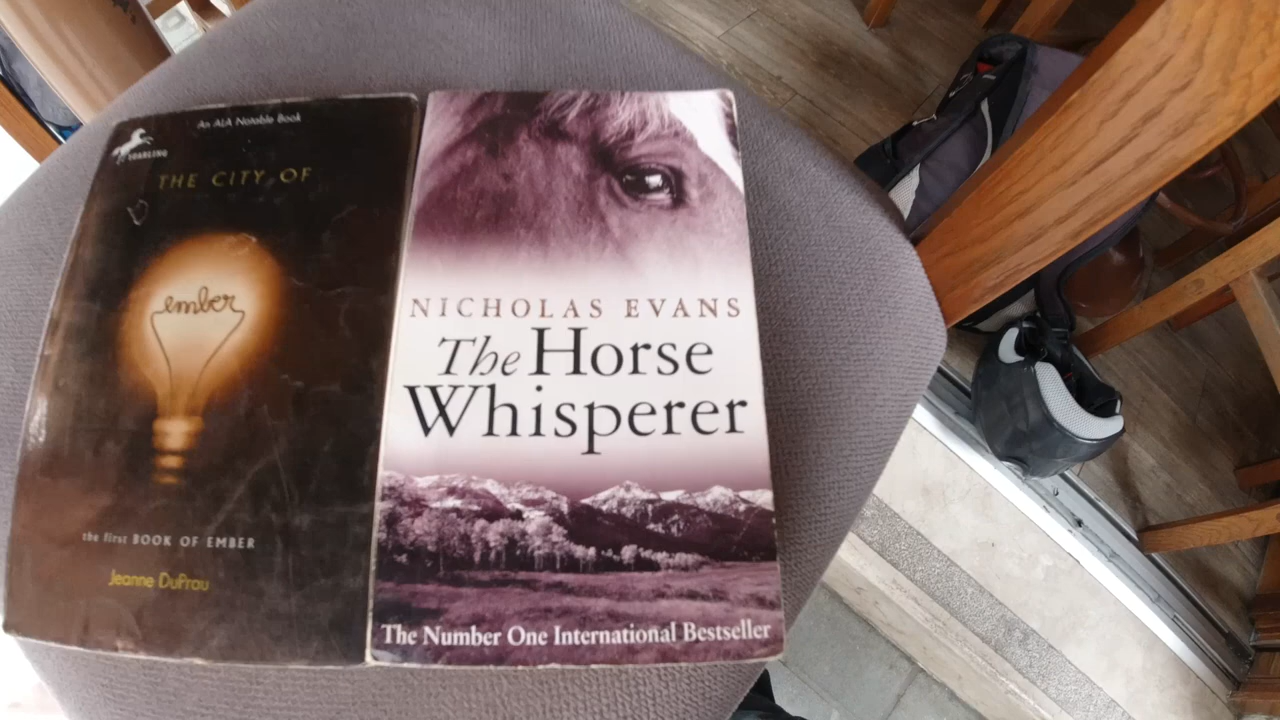 An ALA Notable Book
YEARLING
THE CITY OF
ember
the first BOOK OF EMBER
Jeanne DuPrau
NICHOLAS EVANS
The Horse
Whisperer
The Number One International Bestseller